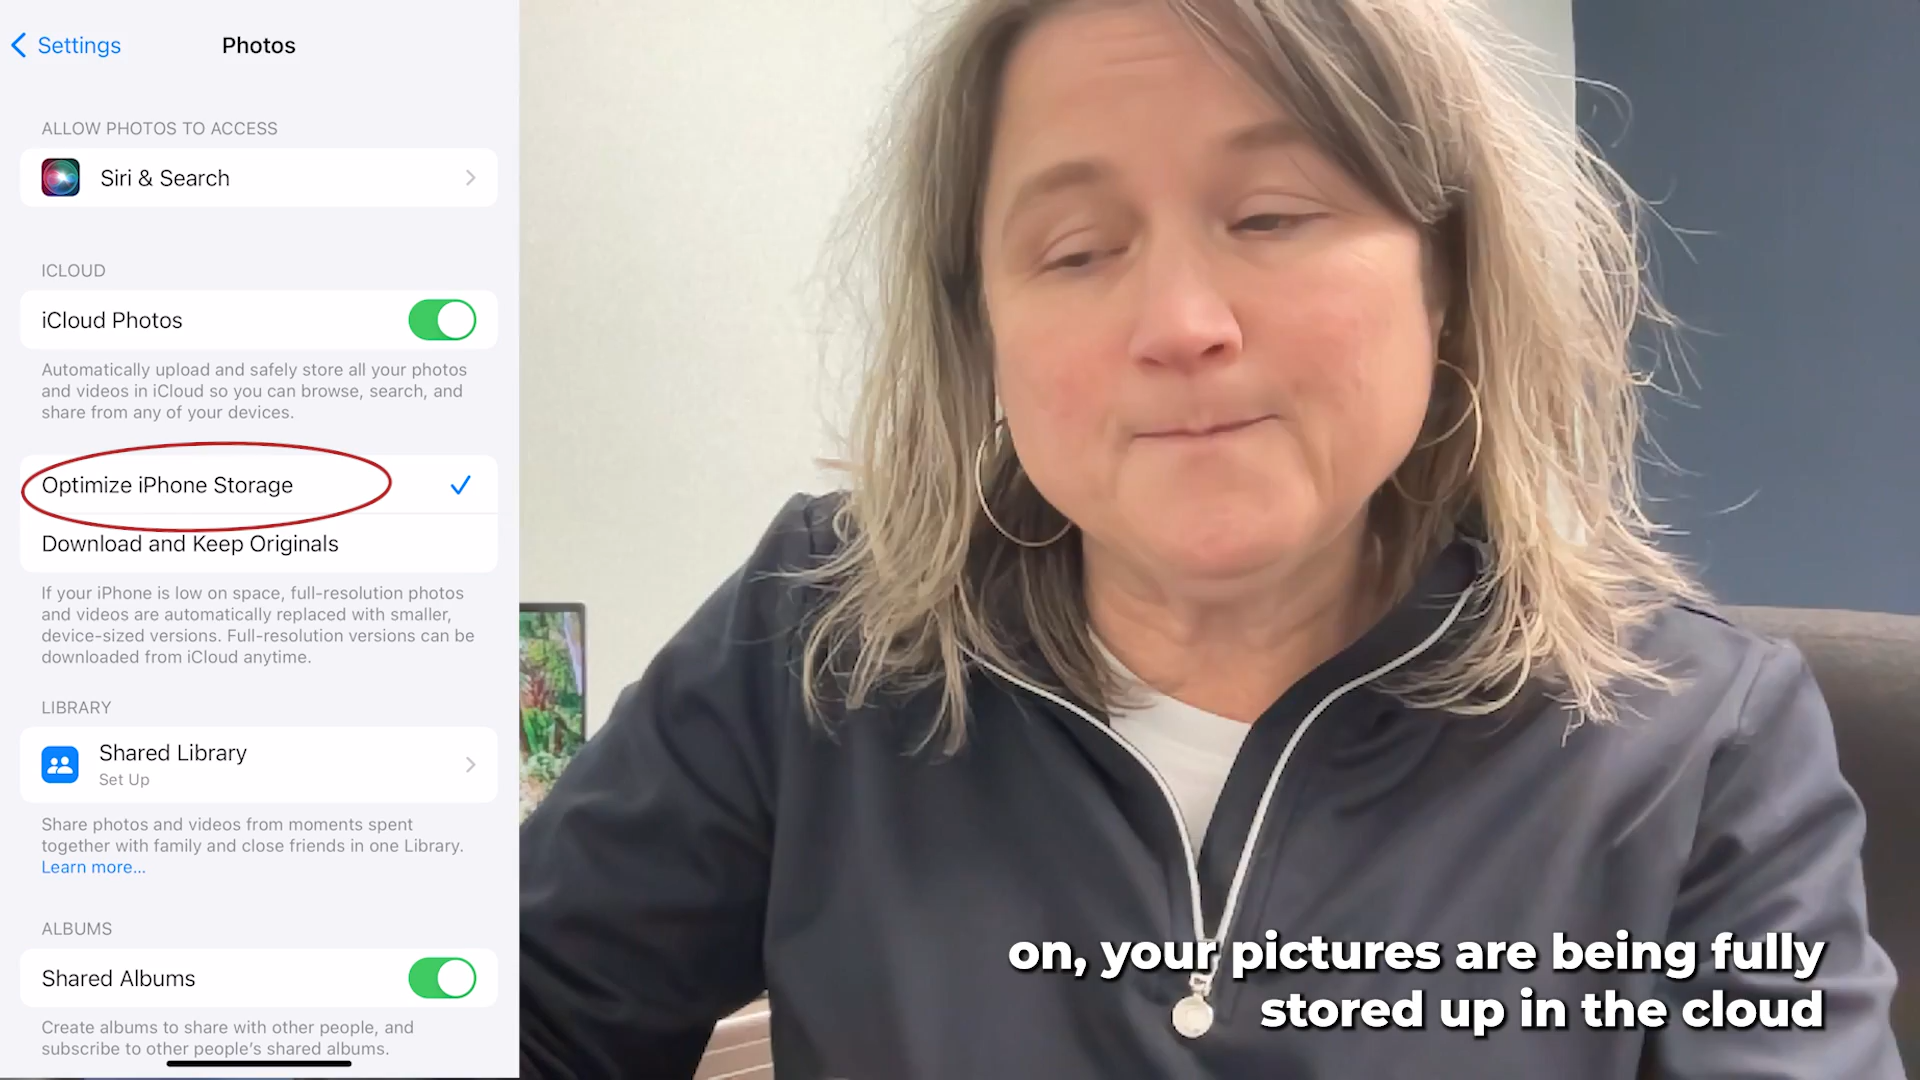 Settings
Photos
ALLOW PHOTOS TO ACCESS
Siri & Search
ICLOUD
iCloud Photos
Automatically upload and safely store all your photos
and videos in iCloud so you can browse, search, and
share from any of your devices.
Optimize iPhone Storage
Download and Keep Originals
If your iPhone is low on space, full-resolution photos
and videos are automatically replaced with smaller,
device-sized versions. Full-resolution versions can be
downloaded from iCloud anytime.
LIBRARY
Shared Library
Set Up
Share photos and videos from moments spent
together with family and close friends in one Library.
Learn more...
ALBUMS
Shared Albums
Create albums to share with other people, and
subscribe to other people's shared albums.
on, your pictures are being fully
stored up in the cloud